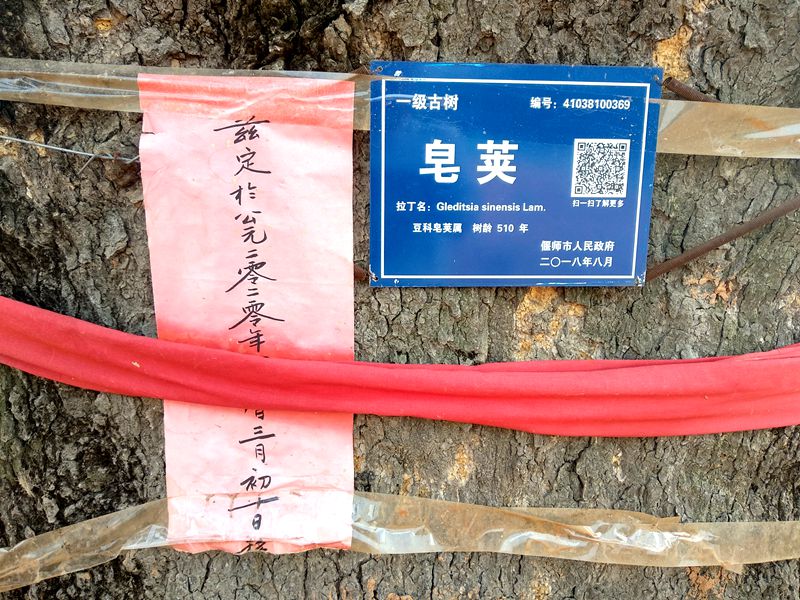 兹定於公元二零二零年
三月初十日
一级古树
编号：41038100369
皂荚
扫一扫了解更多
拉丁名：Gleditsia sinensis Lam.
豆科皂荚属 树龄 510 年
偃师市人民政府
二〇一八年八月